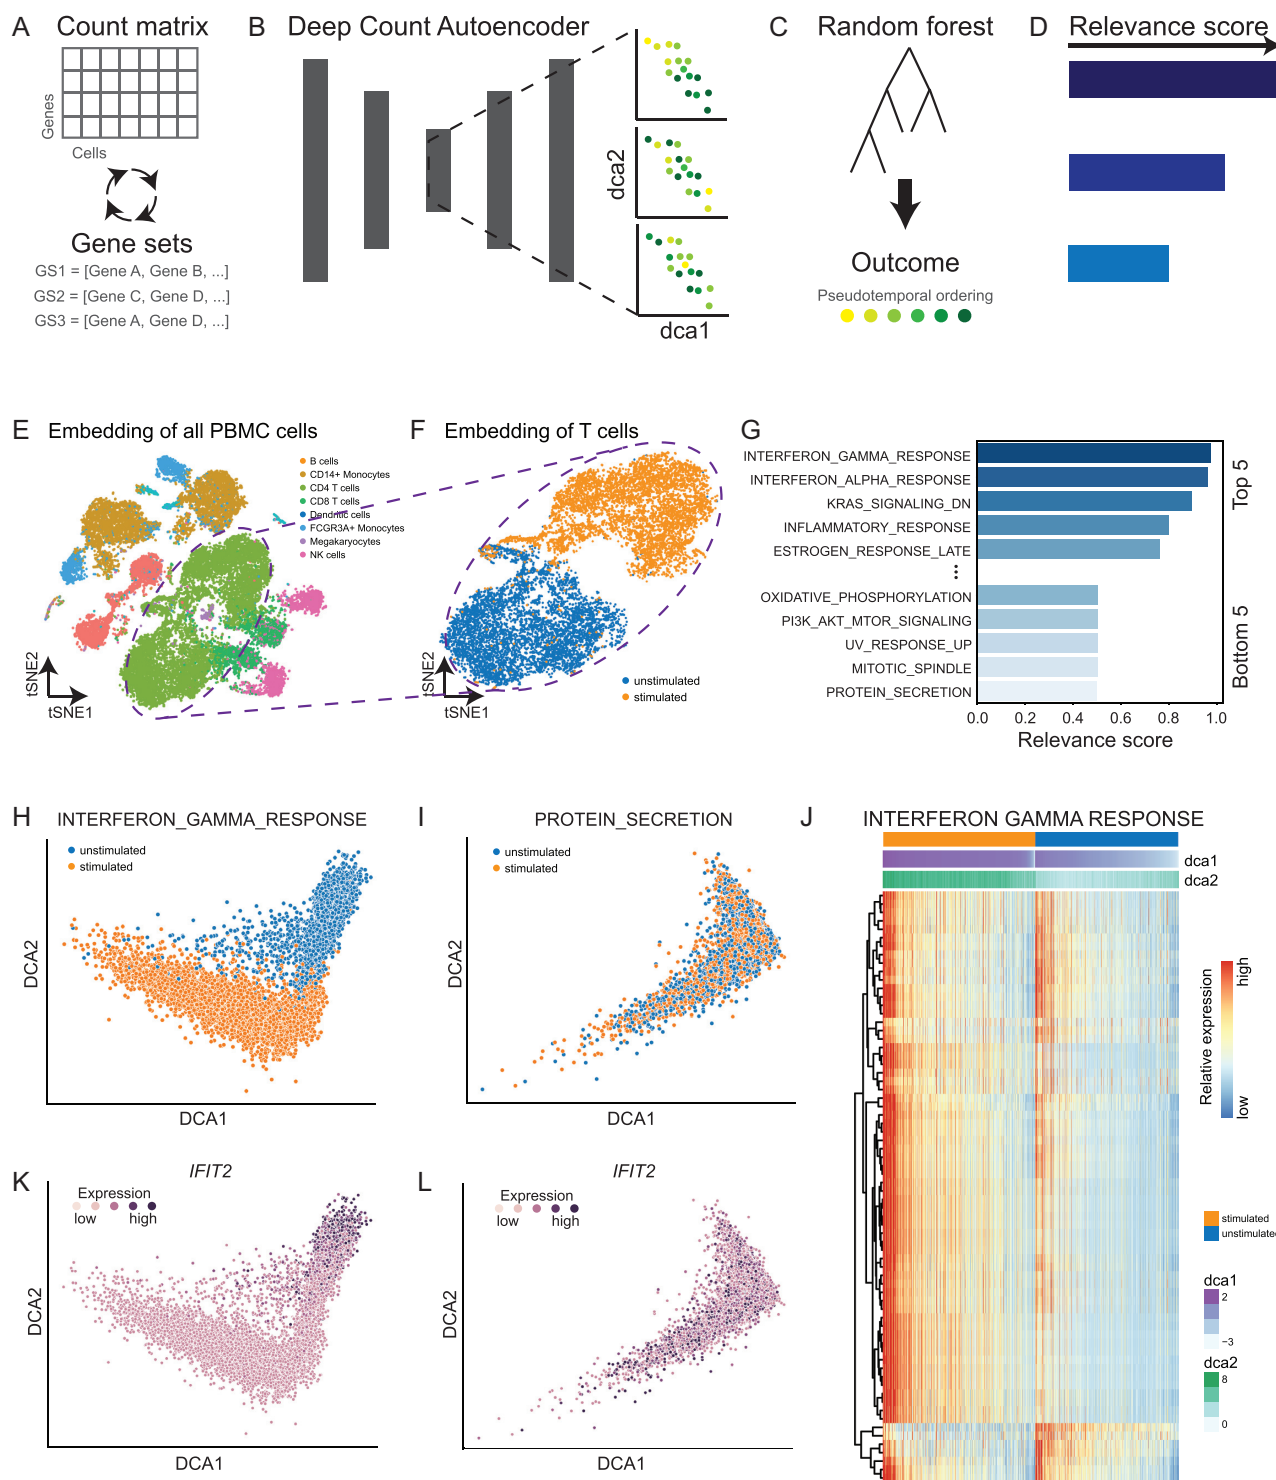 A Count matrix
Genes
Cells
Gene sets
GS1 = [Gene A, Gene B, ...]
GS2 = [Gene C, Gene D, ...]
GS3 = [Gene A, Gene D, ...]
B Deep Count Autoencoder
dca2
dca1
C Random forest
Outcome
Pseudotemporal ordering
D Relevance score
E Embedding of all PBMC cells
B cells
CD14+ Monocytes
CD4 T cells
CD8 T cells
Dendritic cells
FCGR3A+ Monocytes
Megakaryocytes
NK cells
tSNE2
tSNE1
F Embedding of T cells
unstimulated
stimulated
tSNE2
tSNE1
G
INTERFERON_GAMMA_RESPONSE
INTERFERON_ALPHA_RESPONSE
KRAS_SIGNALING_DN
INFLAMMATORY_RESPONSE
ESTROGEN_RESPONSE_LATE
OXIDATIVE_PHOSPHORYLATION
PI3K_AKT_MTOR_SIGNALING
UV_RESPONSE_UP
MITOTIC_SPINDLE
PROTEIN_SECRETION
Top 5
Bottom 5
0.0 0.2 0.4 0.6 0.8 1.0
Relevance score
H INTERFERON_GAMMA_RESPONSE
unstimulated
stimulated
DCA2
DCA1
I PROTEIN_SECRETION
unstimulated
stimulated
DCA2
DCA1
J INTERFERON GAMMA RESPONSE
dca1
dca2
Relative expression
high
low
stimulated
unstimulated
dca1
2
−3
dca2
8
0
K IFIT2
Expression
low high
DCA2
DCA1
L IFIT2
Expression
low high
DCA2
DCA1